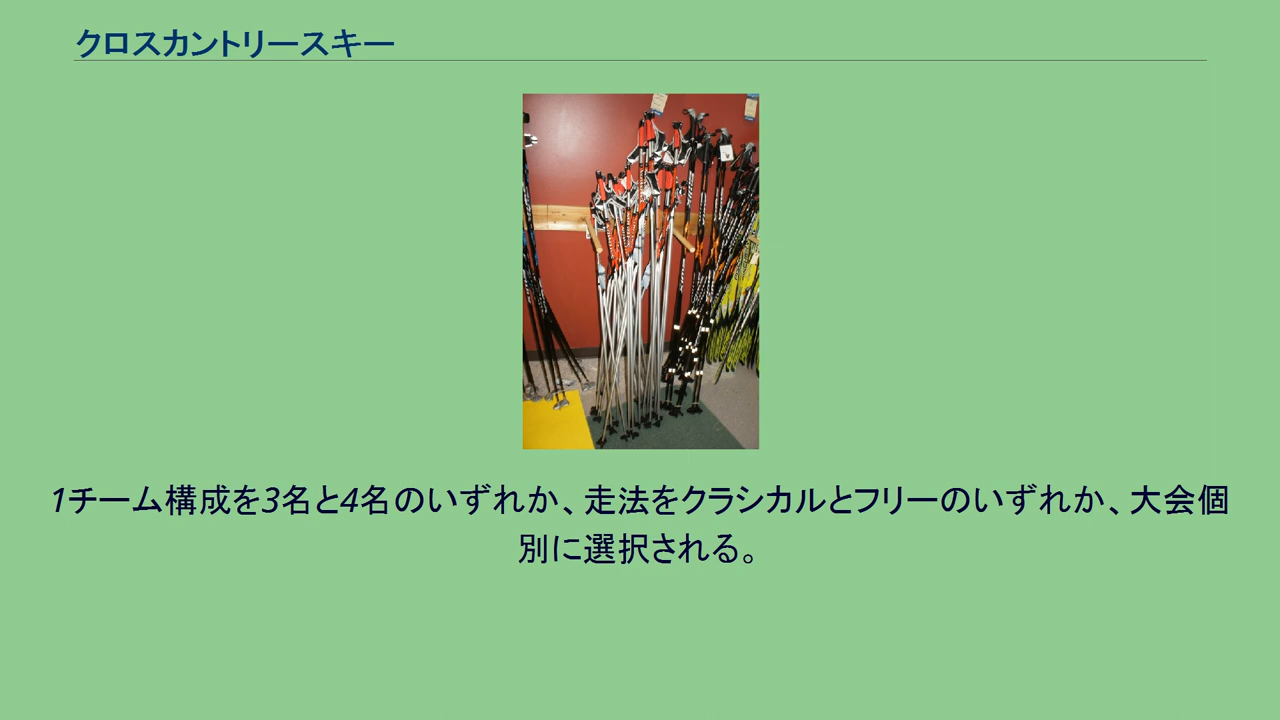 クロスカントリースキー
1チーム構成を3名と4名のいずれか、走法をクラシカルとフリーのいずれか、大会個
別に選択される。